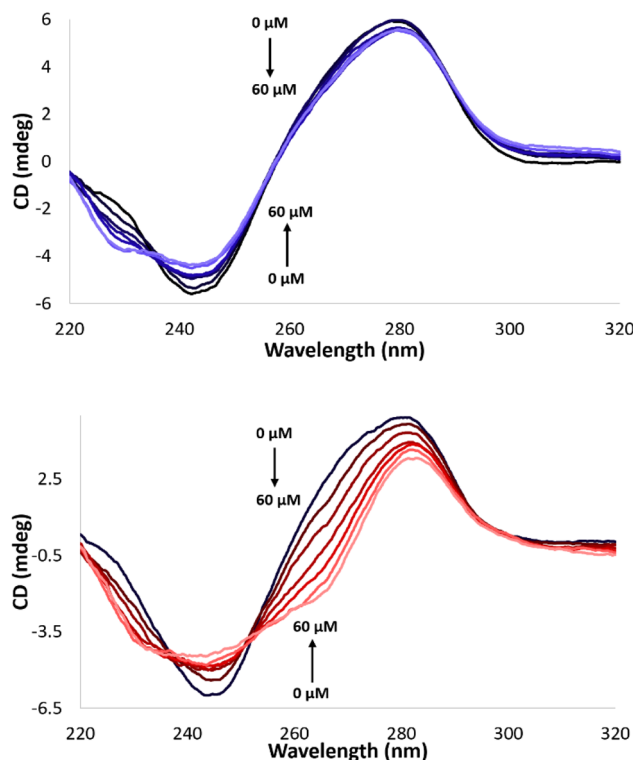 6
0 µM
4
60 µM
2
0
CD (mdeg)
-2
60 µM
-4
0 µM
-6
220 240 260 280 300 320
Wavelength (nm)
0 µM
2.5
60 µM
-0.5
CD (mdeg)
-3.5
60 µM
0 µM
-6.5
220 240 260 280 300 320
Wavelength (nm)